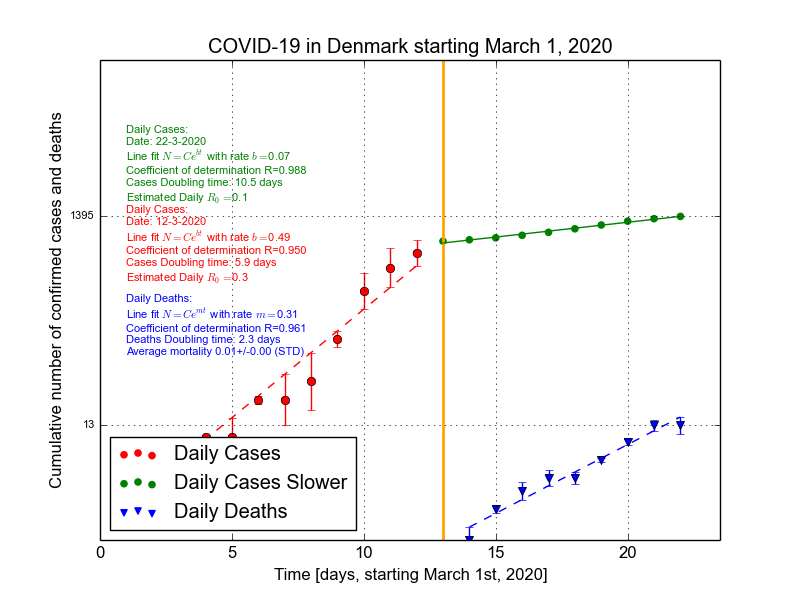 COVID-19 in Denmark starting March 1, 2020
Cumulative number of confirmed cases and deaths
Daily Cases:
Date: 22-3-2020
Line fit N = Ce^{bt} with rate b =0.07
Coefficient of determination R=0.988
Cases Doubling time: 10.5 days
Estimated Daily R_0 =0.1
Daily Cases:
Date: 12-3-2020
Line fit N = Ce^{bt} with rate b =0.49
Coefficient of determination R=0.950
Cases Doubling time: 5.9 days
Estimated Daily R_0 =0.3
Daily Deaths:
Line fit N = Ce^{mt} with rate m =0.31
Coefficient of determination R=0.961
Deaths Doubling time: 2.3 days
Average mortality 0.01+/-0.00 (STD)
1395
13
Daily Cases
Daily Cases Slower
Daily Deaths
0 5 10 15 20
Time [days, starting March 1st, 2020]